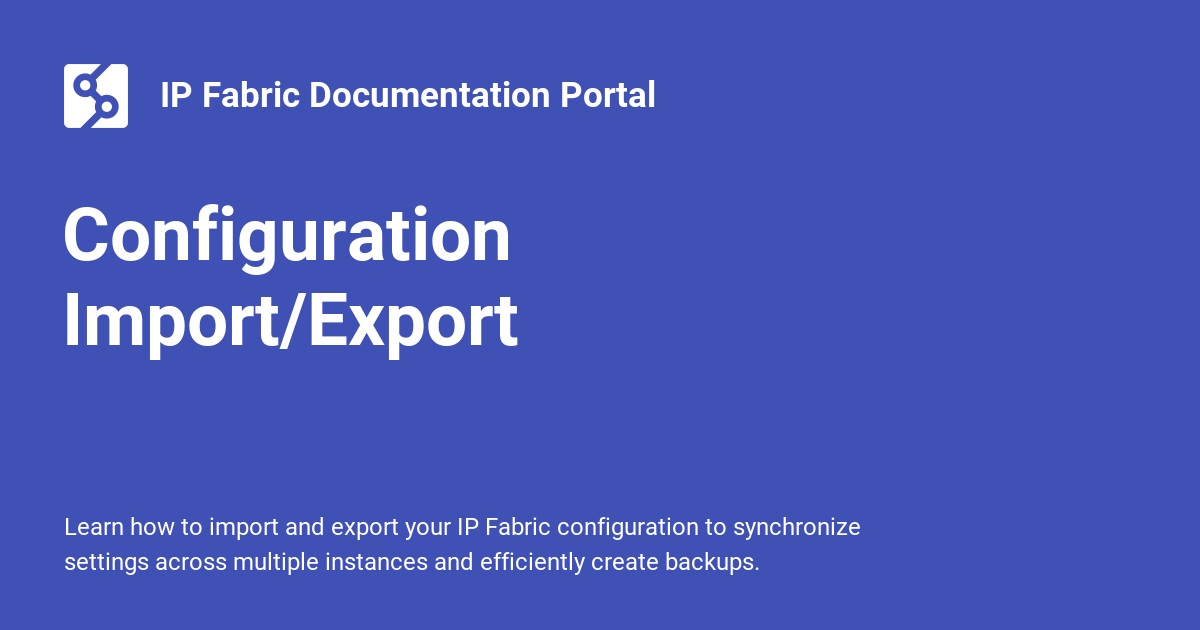 IP Fabric Documentation Portal
Configuration
Import/Export
Learn how to import and export your IP Fabric configuration to synchronize
settings across multiple instances and efficiently create backups.